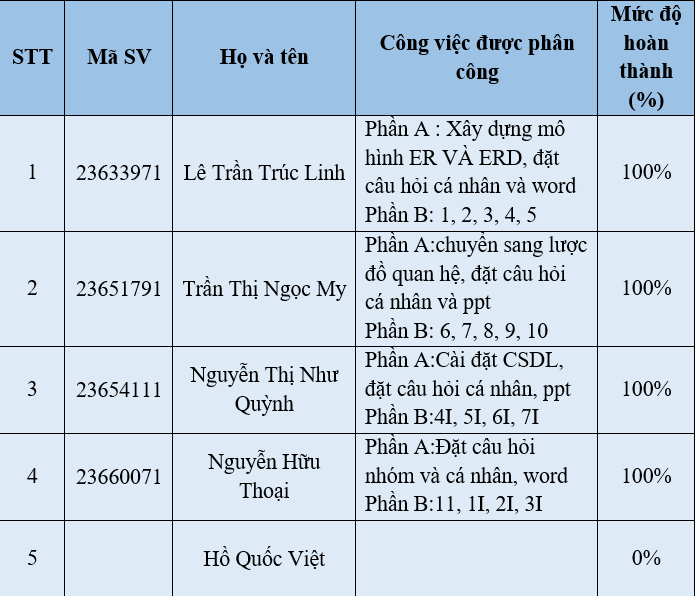 STT Mã SV Họ và tên Công việc được phân công Mức độ hoàn thành (%)
1 23633971 Lê Trần Trúc Linh Phần A : Xây dựng mô
hình ER VÀ ERD, đặt
câu hỏi cá nhân và word
Phần B: 1, 2, 3, 4, 5 100%
2 23651791 Trần Thị Ngọc My Phần A:chuyển sang lược
đồ quan hệ, đặt câu hỏi
cá nhân và ppt
Phần B: 6, 7, 8, 9, 10 100%
3 23654111 Nguyễn Thị Như Quỳnh Phần A:Cài đặt CSDL,
đặt câu hỏi cá nhân, ppt
Phần B:4I, 5I, 6I, 7I 100%
4 23660071 Nguyễn Hữu Thoại Phần A:Đặt câu hỏi
nhóm và cá nhân, word
Phần B:11, 1I, 2I, 3I 100%
5 Hồ Quốc Việt 0%